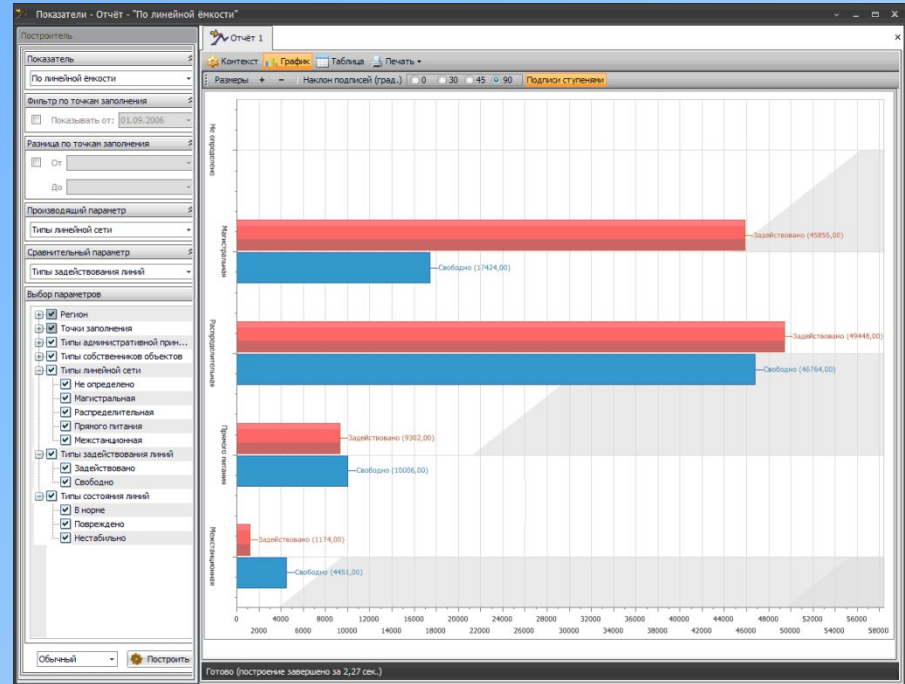 Показатели - Отчёт - "По линейной ёмкости"
Построитель
Показатель
По линейной ёмкости
Фильтр по точкам заполнения
Показывать от: 01.09.2006
Разница по точкам заполнения
От
До
Производящий параметр
Типы линейной сети
Сравнительный параметр
Типы задействования линий
Выбор параметров
Регион
Точки заполнения
Типы административной прин...
Типы собственников объектов
Типы линейной сети
Не определено
Магистральная
Распределительная
Прямого питания
Межстанционная
Типы задействования линий
Задействовано
Свободно
Типы состояния линий
В норме
Повреждено
Нестабильно
Обычный
Построить
Отчёт 1
Контекст График Таблица Печать
Размеры + − Наклон подписей (град.) 0 30 45 90 Подписи ступенями
Не определено
Магистральная
Задействовано (45856,00)
Свободно (17424,00)
Распределительная
Задействовано (49448,00)
Свободно (46764,00)
Прямого питания
Задействовано (9302,00)
Свободно (10006,00)
Межстанционная
Задействовано (1174,00)
Свободно (4451,00)
0 4000 8000 12000 16000 20000 24000 28000 32000 36000 40000 44000 48000 52000 56000
2000 6000 10000 14000 18000 22000 26000 30000 34000 38000 42000 46000 50000 54000 58000
Готово (построение завершено за 2,27 сек.)